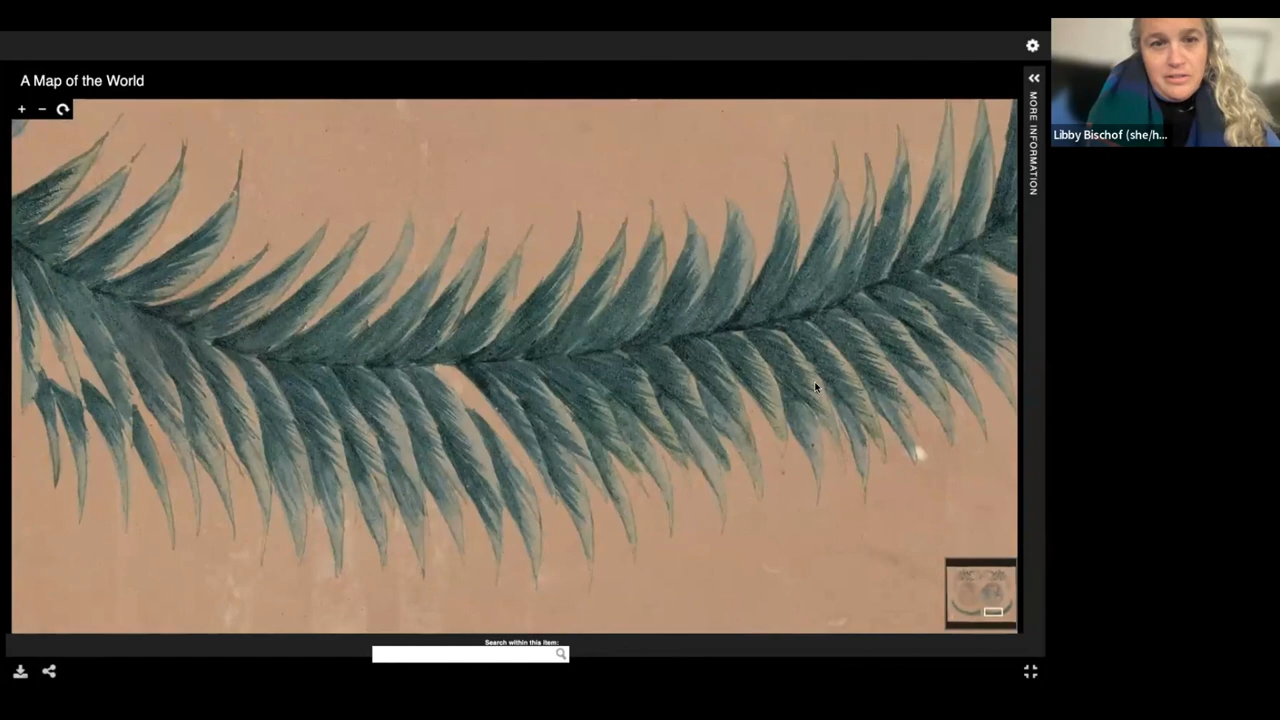 A Map of the World
MORE INFORMATION
Libby Bischof (she/h...
Search within this item: